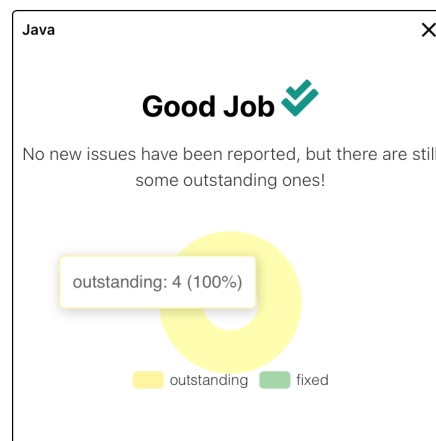 Java
Good Job
No new issues have been reported, but there are still
some outstanding ones!
outstanding: 4 (100%)
outstanding fixed